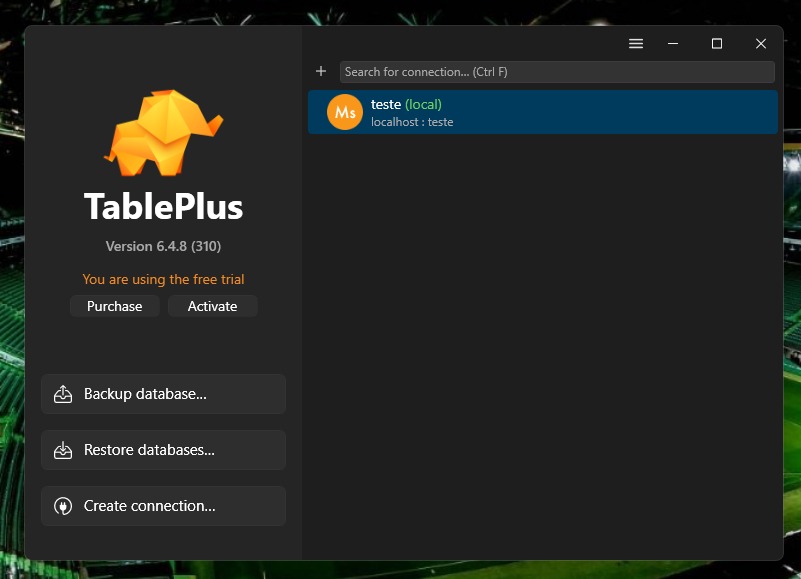 TablePlus
Version 6.4.8 (310)
You are using the free trial
Purchase
Activate
Backup database...
Restore databases...
Create connection...
Search for connection... (Ctrl F)
Ms
teste (local)
localhost : teste